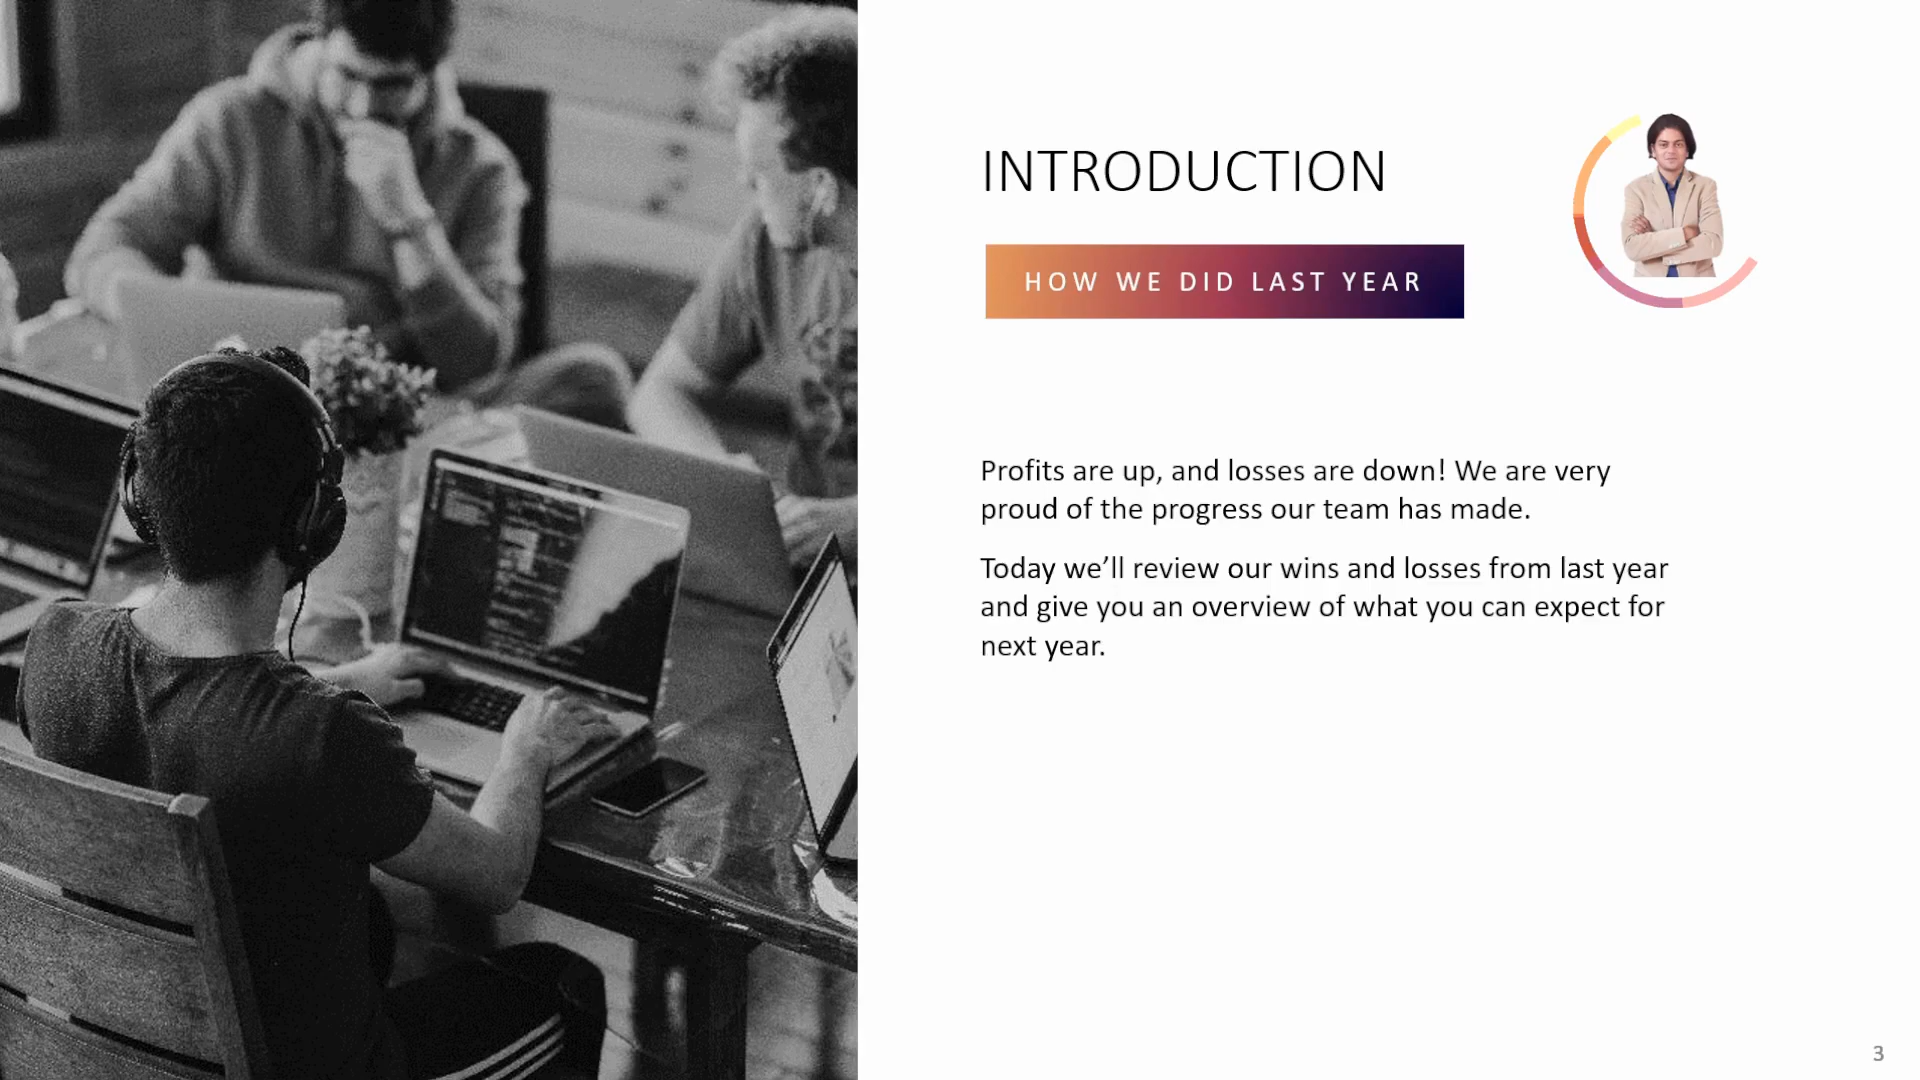 INTRODUCTION
HOW WE DID LAST YEAR
Profits are up, and losses are down! We are very
proud of the progress our team has made.
Today we’ll review our wins and losses from last year
and give you an overview of what you can expect for
next year.
3